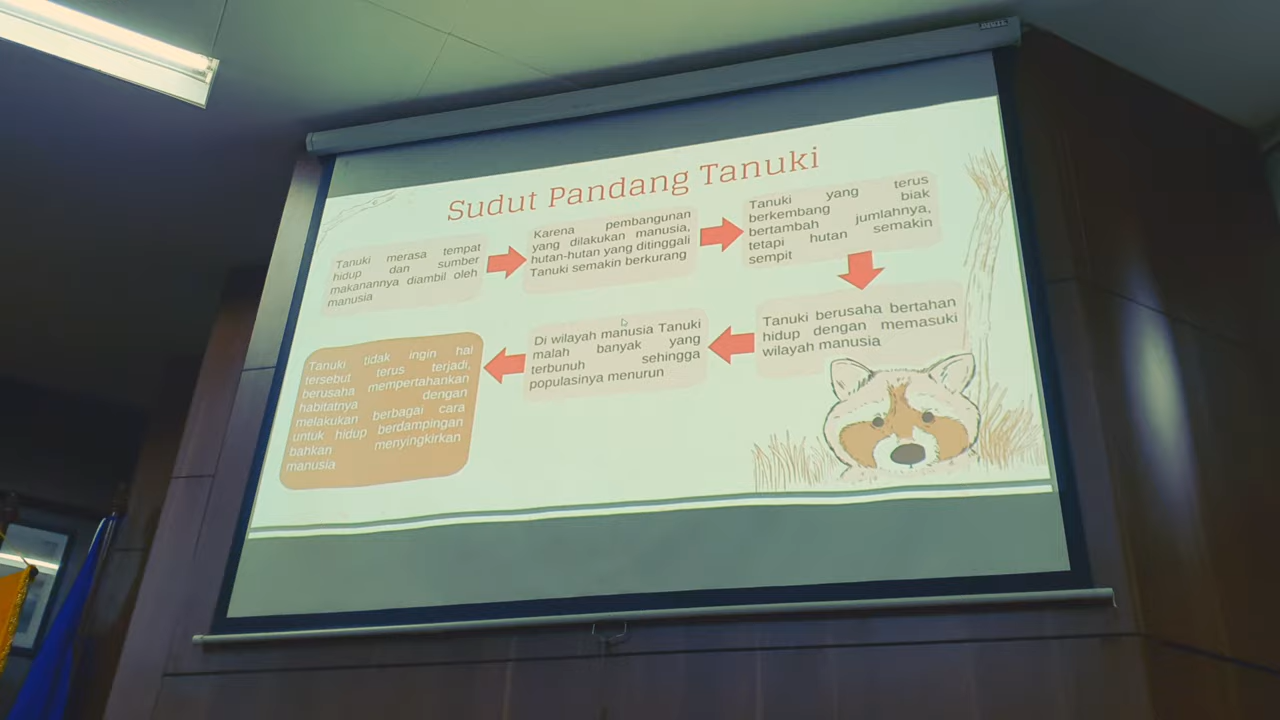 Sudut Pandang Tanuki
Tanuki merasa tempat
hidup dan sumber
makanannya diambil oleh
manusia
Karena pembangunan
yang dilakukan manusia,
hutan-hutan yang ditinggali
Tanuki semakin berkurang
Tanuki yang terus
berkembang biak
bertambah jumlahnya,
tetapi hutan semakin
sempit
Tanuki berusaha bertahan
hidup dengan memasuki
wilayah manusia
Di wilayah manusia Tanuki
malah banyak yang
terbunuh sehingga
populasinya menurun
Tanuki tidak ingin hal
tersebut terus terjadi,
berusaha mempertahankan
habitatnya dengan
melakukan berbagai cara
untuk hidup berdampingan
bahkan menyingkirkan
manusia